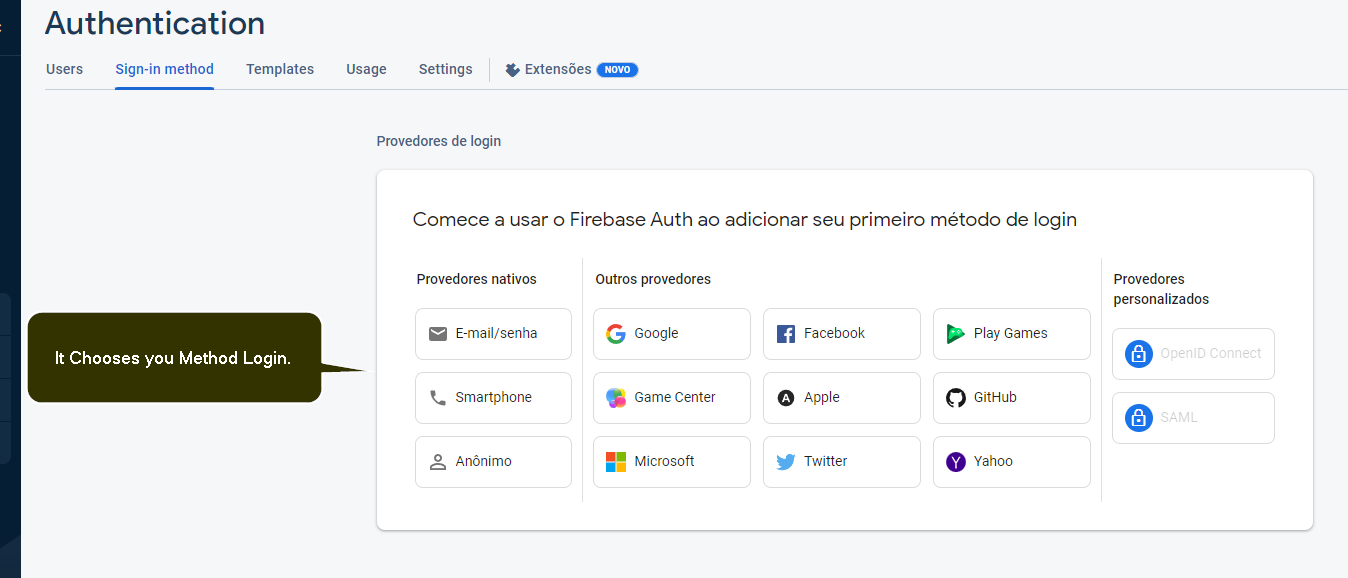 Authentication
Users Sign-in method Templates Usage Settings Extensões NOVO
Provedores de login
Comece a usar o Firebase Auth ao adicionar seu primeiro método de login
Provedores nativos
E-mail/senha
Smartphone
Anônimo
Outros provedores
Google Facebook Play Games
Game Center Apple GitHub
Microsoft Twitter Yahoo
Provedores
personalizados
OpenID Connect
SAML
It Chooses you Method Login.